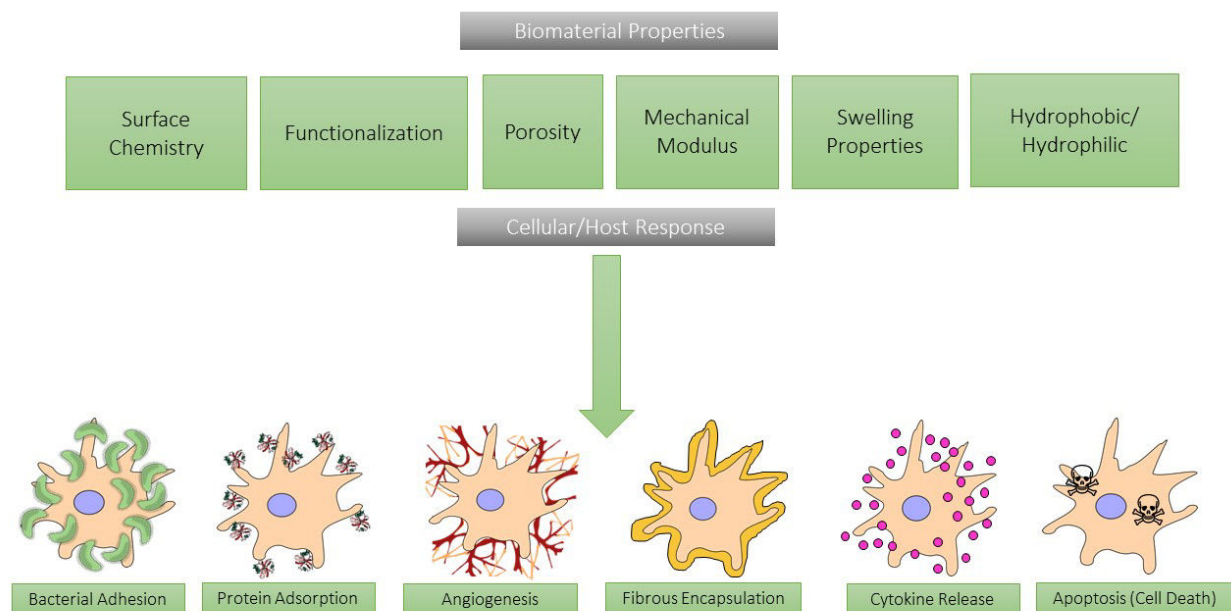 Biomaterial Properties
Surface
Chemistry
Functionalization
Porosity
Mechanical
Modulus
Swelling
Properties
Hydrophobic/
Hydrophilic
Cellular/Host Response
Bacterial Adhesion
Protein Adsorption
Angiogenesis
Fibrous Encapsulation
Cytokine Release
Apoptosis (Cell Death)